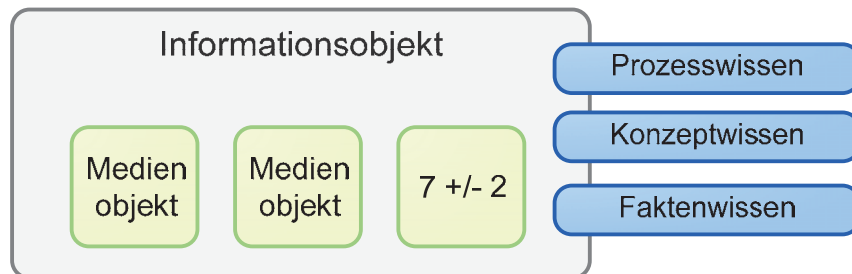 Informationsobjekt
Medien
objekt
Medien
objekt
7 +/- 2
Prozesswissen
Konzeptwissen
Faktenwissen